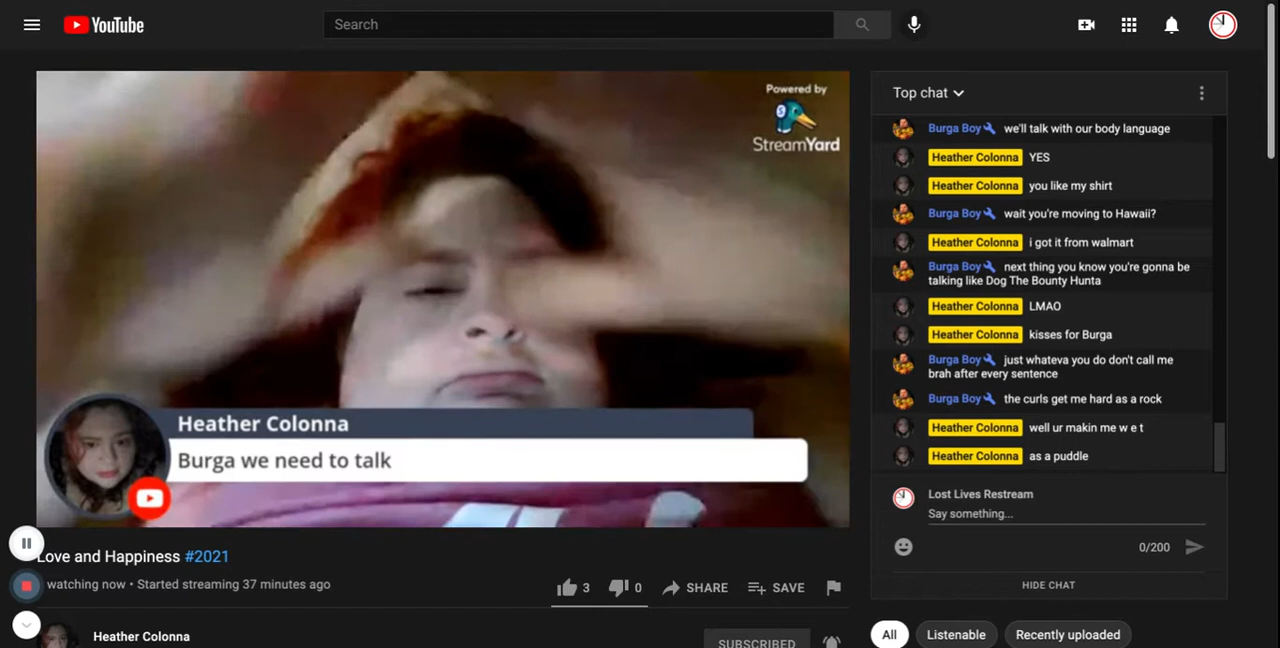 YouTube
Search
Powered by
StreamYard
Heather Colonna
Burga we need to talk
Love and Happiness #2021
watching now • Started streaming 37 minutes ago
3
0
SHARE
SAVE
Heather Colonna
SUBSCRIBED
Top chat
Burga Boy we'll talk with our body language
Heather Colonna YES
Heather Colonna you like my shirt
Burga Boy wait you're moving to Hawaii?
Heather Colonna i got it from walmart
Burga Boy next thing you know you're gonna be
talking like Dog The Bounty Hunta
Heather Colonna LMAO
Heather Colonna kisses for Burga
Burga Boy just whateva you do don't call me
brah after every sentence
Burga Boy the curls get me hard as a rock
Heather Colonna well ur makin me w e t
Heather Colonna as a puddle
Lost Lives Restream
Say something...
0/200
HIDE CHAT
All
Listenable
Recently uploaded